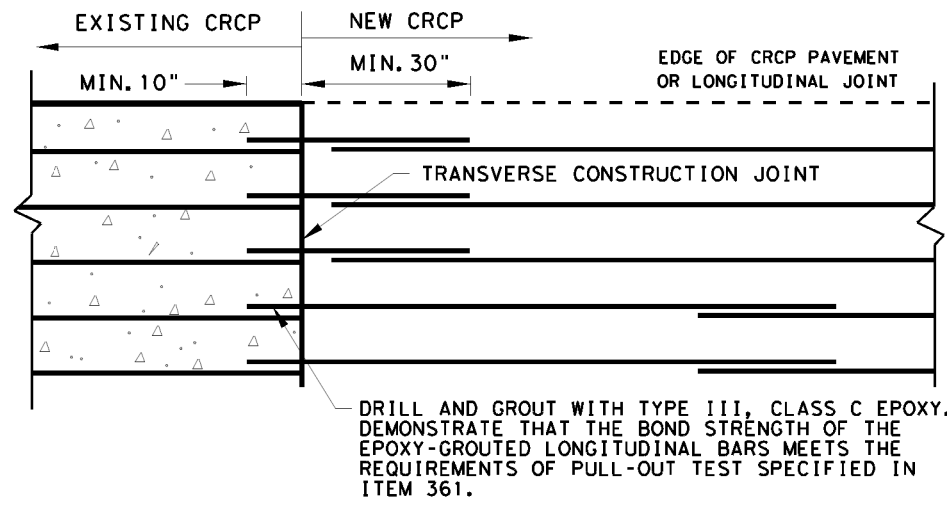 EXISTING CRCP
NEW CRCP
MIN. 10"
MIN. 30"
EDGE OF CRCP PAVEMENT
OR LONGITUDINAL JOINT
TRANSVERSE CONSTRUCTION JOINT
DRILL AND GROUT WITH TYPE III, CLASS C EPOXY.
DEMONSTRATE THAT THE BOND STRENGTH OF THE
EPOXY-GROUTED LONGITUDINAL BARS MEETS THE
REQUIREMENTS OF PULL-OUT TEST SPECIFIED IN
ITEM 361.